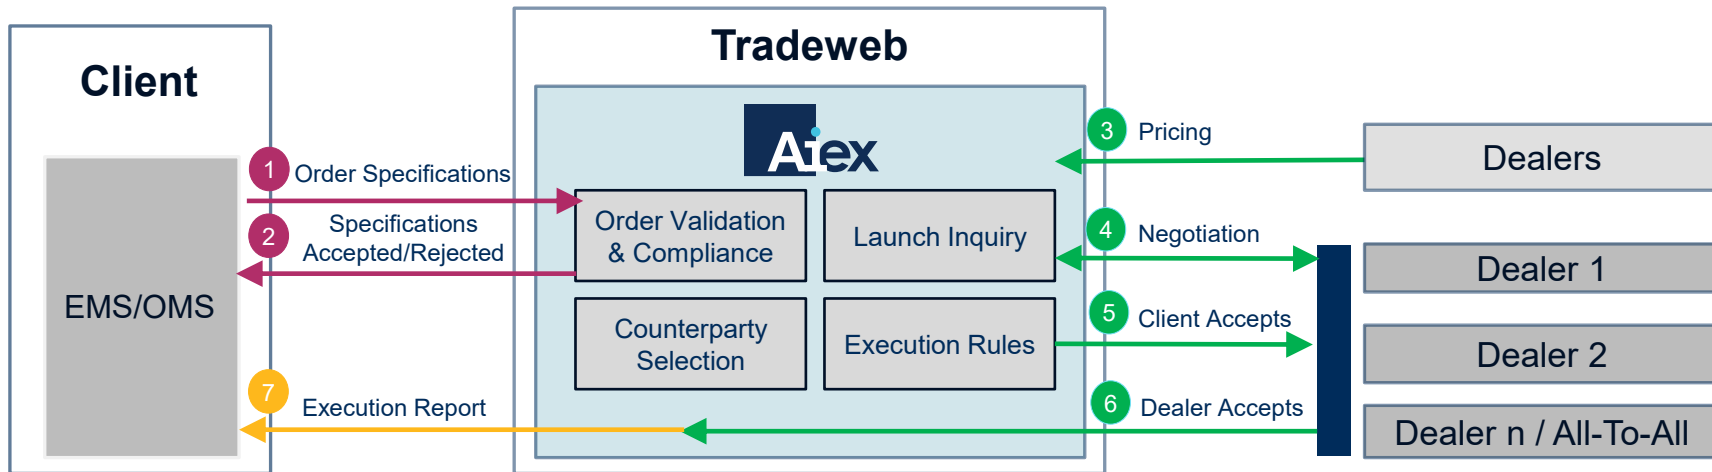 Client
EMS/OMS
1
Order Specifications
2
Specifications
Accepted/Rejected
7
Execution Report
Tradeweb
Aiex
Order Validation
& Compliance
Launch Inquiry
Counterparty
Selection
Execution Rules
3
Pricing
4
Negotiation
5
Client Accepts
6
Dealer Accepts
Dealers
Dealer 1
Dealer 2
Dealer n / All-To-All